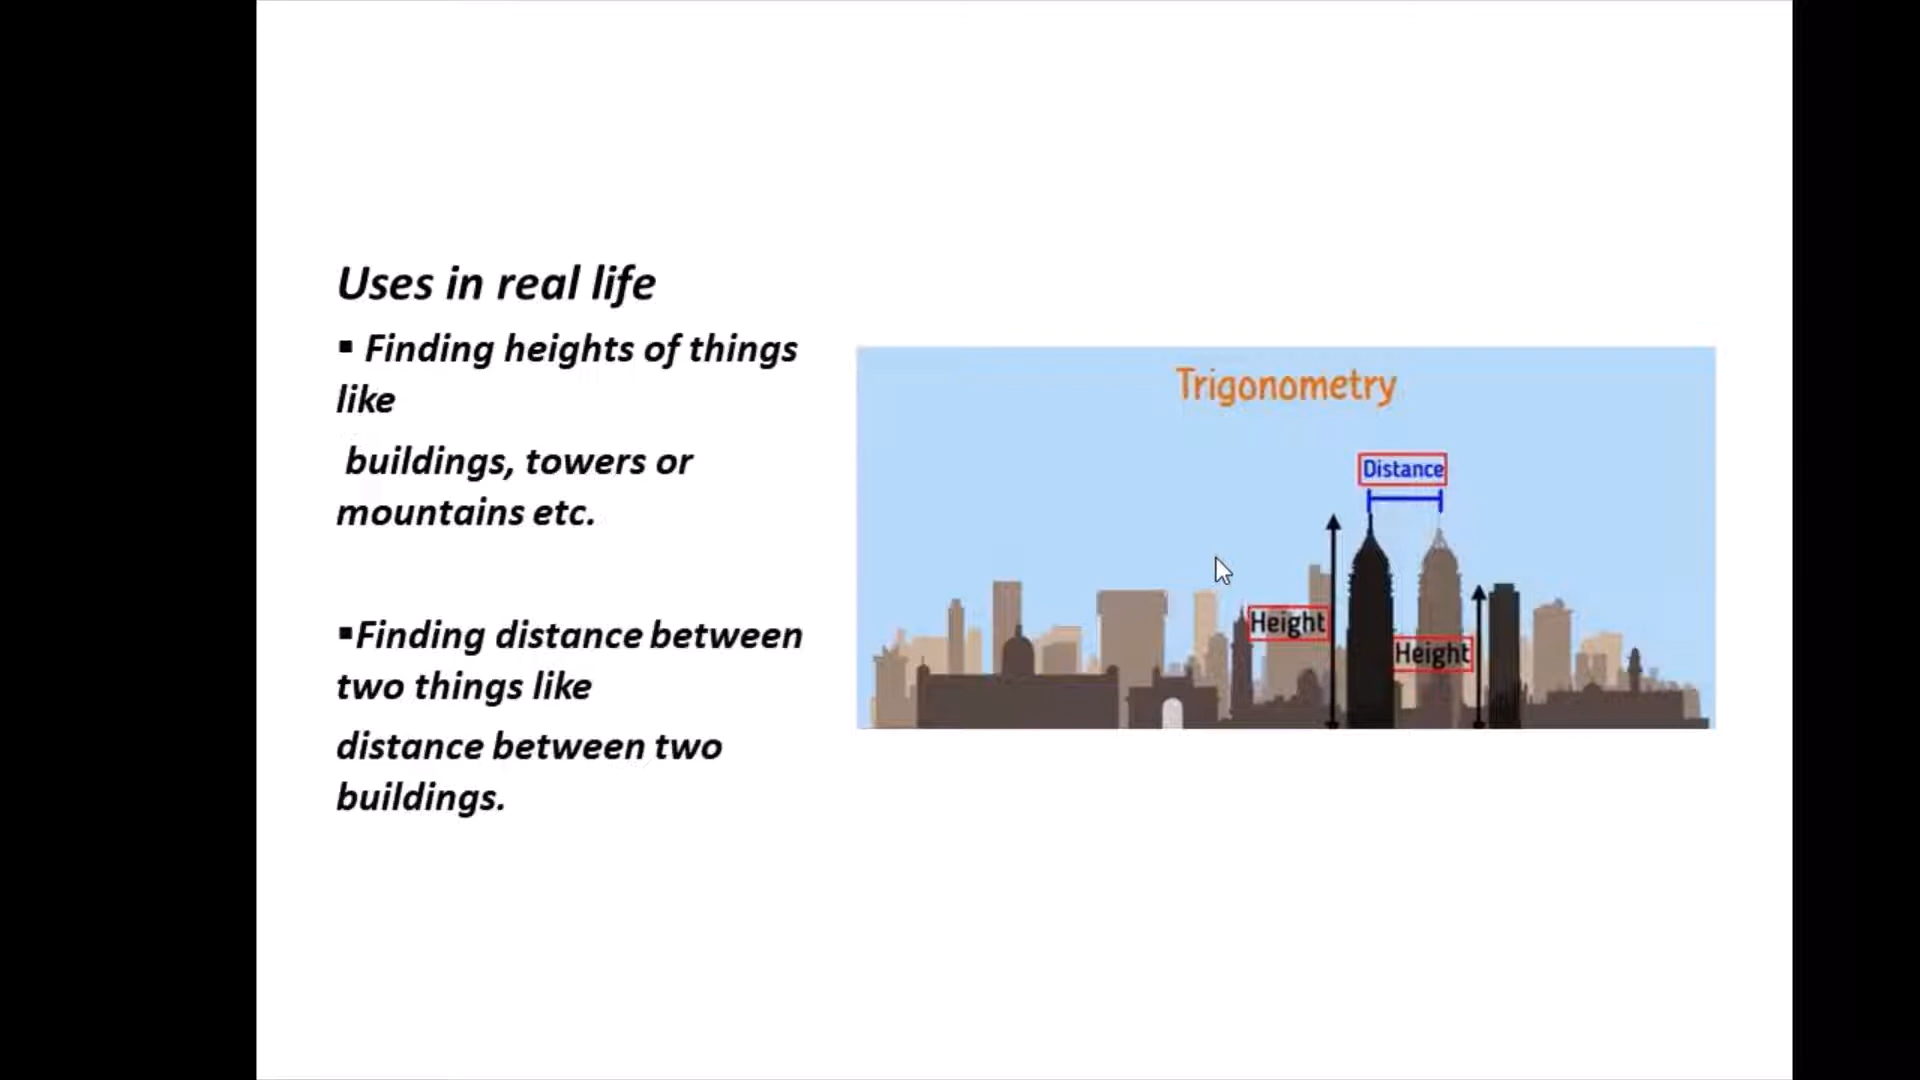 Uses in real life
▪ Finding heights of things
like
buildings, towers or
mountains etc.
▪Finding distance between
two things like
distance between two
buildings.
Trigonometry
Distance
Height
Height